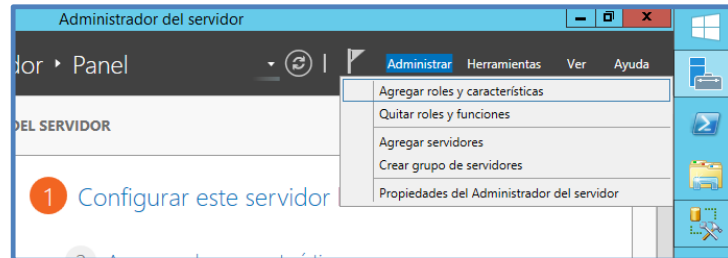 Administrador del servidor
dor ‣ Panel
Administrar Herramientas Ver Ayuda
Agregar roles y características
Quitar roles y funciones
Agregar servidores
Crear grupo de servidores
Propiedades del Administrador del servidor
DEL SERVIDOR
1 Configurar este servidor